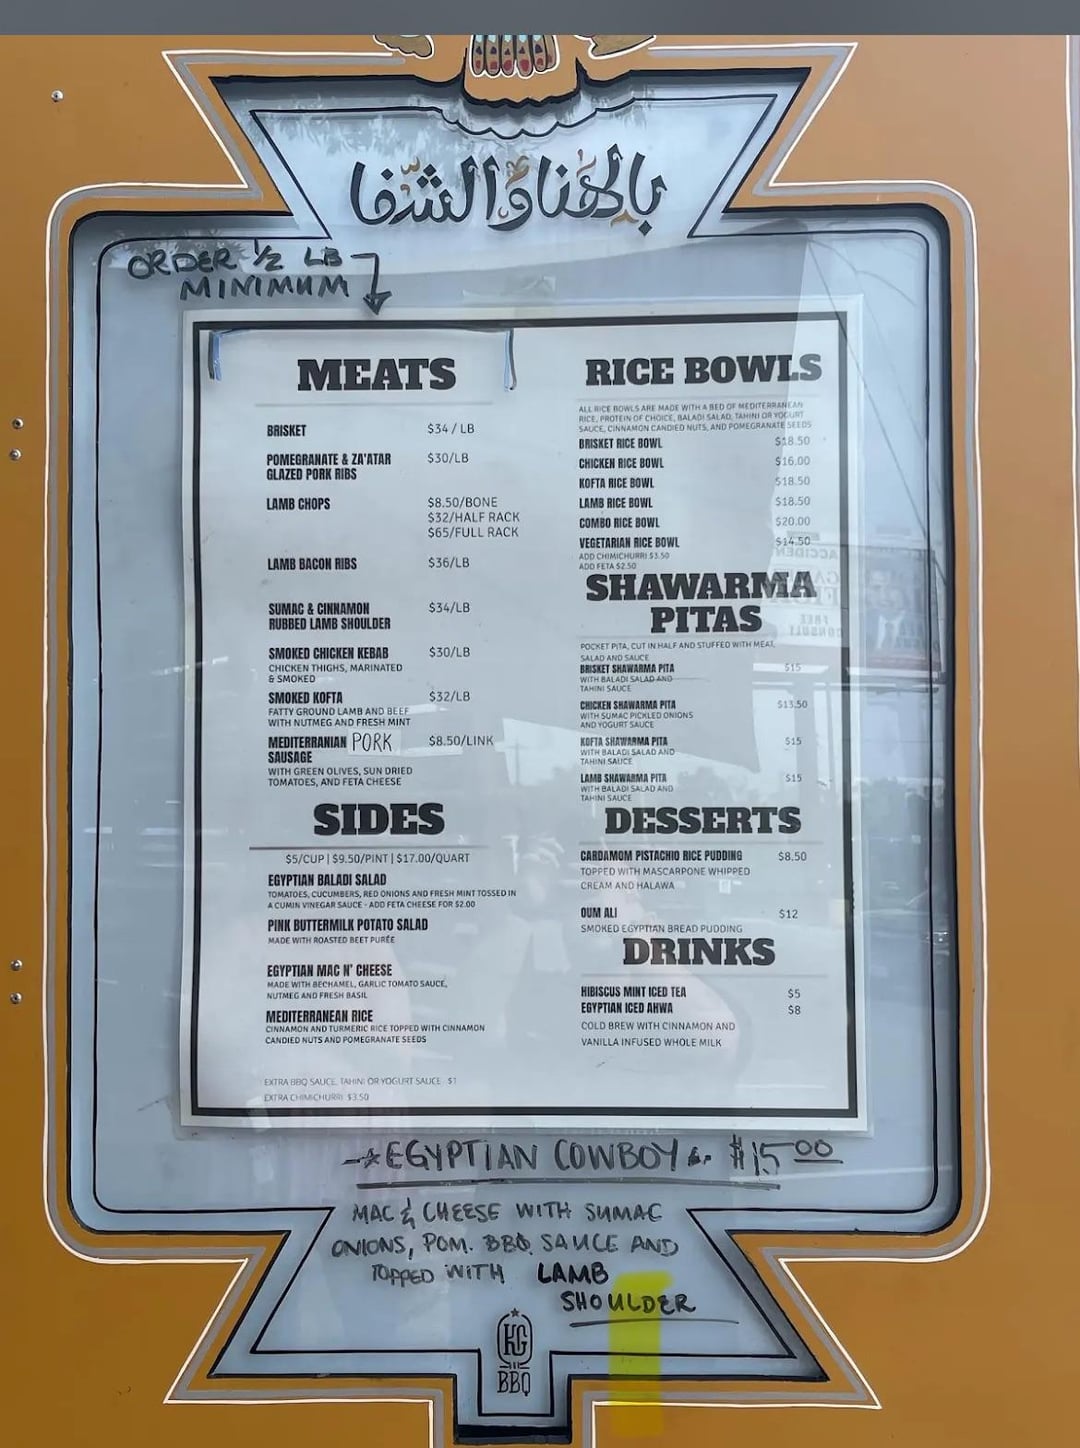 بالهنا والشفا
ORDER 1/2 LB
MINIMUM
MEATS
BRISKET $34 / LB
POMEGRANATE & ZA'ATAR $30/LB
GLAZED PORK RIBS
LAMB CHOPS $8.50/BONE
$32/HALF RACK
$65/FULL RACK
LAMB BACON RIBS $36/LB
SUMAC & CINNAMON $34/LB
RUBBED LAMB SHOULDER
SMOKED CHICKEN KEBAB $30/LB
CHICKEN THIGHS, MARINATED
& SMOKED
SMOKED KOFTA $32/LB
FATTY GROUND LAMB AND BEEF
WITH NUTMEG AND FRESH MINT
MEDITERRANIAN PORK $8.50/LINK
SAUSAGE
WITH GREEN OLIVES, SUN DRIED
TOMATOES, AND FETA CHEESE
SIDES
$5/CUP | $9.50/PINT | $17.00/QUART
EGYPTIAN BALADI SALAD
TOMATOES, CUCUMBERS, RED ONIONS AND FRESH MINT TOSSED IN
A CUMIN VINEGAR SAUCE - ADD FETA CHEESE FOR $2.00
PINK BUTTERMILK POTATO SALAD
MADE WITH ROASTED BEET PURÉE
EGYPTIAN MAC N' CHEESE
MADE WITH BECHAMEL, GARLIC TOMATO SAUCE,
NUTMEG AND FRESH BASIL
MEDITERRANEAN RICE
CINNAMON AND TURMERIC RICE TOPPED WITH CINNAMON
CANDIED NUTS AND POMEGRANATE SEEDS
EXTRA BBQ SAUCE, TAHINI OR YOGURT SAUCE $1
EXTRA CHIMICHURRI $3.50
RICE BOWLS
ALL RICE BOWLS ARE MADE WITH A BED OF MEDITERRANEAN
RICE, PROTEIN OF CHOICE, BALADI SALAD, TAHINI OR YOGURT
SAUCE, CINNAMON CANDIED NUTS, AND POMEGRANATE SEEDS
BRISKET RICE BOWL $18.50
CHICKEN RICE BOWL $16.00
KOFTA RICE BOWL $18.50
LAMB RICE BOWL $18.50
COMBO RICE BOWL $20.00
VEGETARIAN RICE BOWL $14.50
ADD CHIMICHURRI $3.50
ADD FETA $2.50
SHAWARMA
PITAS
POCKET PITA, CUT IN HALF AND STUFFED WITH MEAT,
SALAD AND SAUCE
BRISKET SHAWARMA PITA $15
WITH BALADI SALAD AND
TAHINI SAUCE
CHICKEN SHAWARMA PITA $13.50
WITH SUMAC PICKLED ONIONS
AND YOGURT SAUCE
KOFTA SHAWARMA PITA $15
WITH BALADI SALAD AND
TAHINI SAUCE
LAMB SHAWARMA PITA $15
WITH BALADI SALAD AND
TAHINI SAUCE
DESSERTS
CARDAMOM PISTACHIO RICE PUDDING $8.50
TOPPED WITH MASCARPONE WHIPPED
CREAM AND HALAWA
OUM ALI $12
SMOKED EGYPTIAN BREAD PUDDING
DRINKS
HIBISCUS MINT ICED TEA $5
EGYPTIAN ICED AHWA $8
COLD BREW WITH CINNAMON AND
VANILLA INFUSED WHOLE MILK
EGYPTIAN COWBOY $15.00
MAC & CHEESE WITH SUMAC
ONIONS, POM. BBQ SAUCE AND
TOPPED WITH LAMB
SHOULDER
KG
BBQ